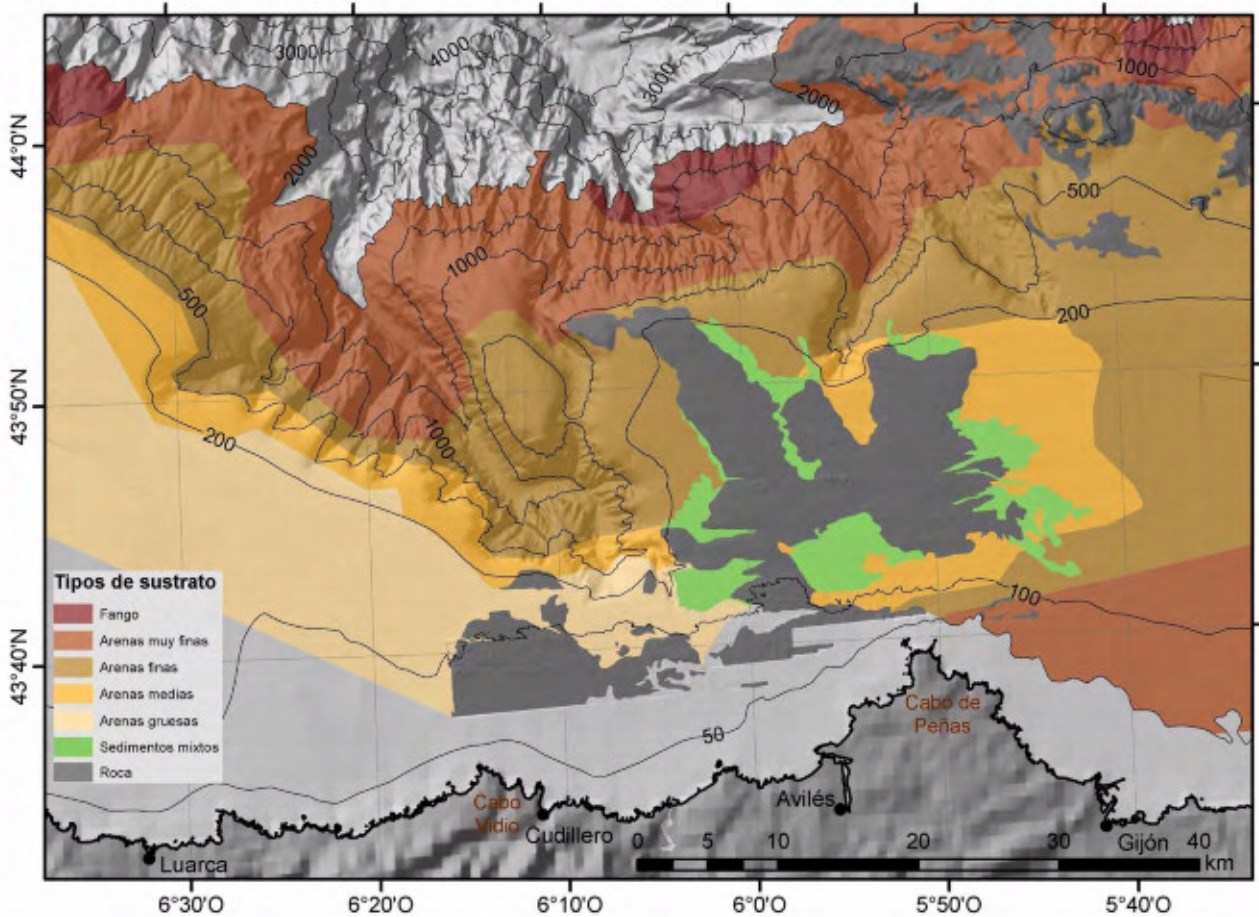 3000
4000
3000
2000
1000
44°0'N
2000
500
1000
500
200
43°50'N
200
1000
100
Tipos de sustrato
Fango
Arenas muy finas
Arenas finas
Arenas medias
Arenas gruesas
Sedimentos mixtos
Roca
43°40'N
50
Cabo de
Peñas
Cabo
Vidio
Cudillero
Avilés
Gijón
Luarca
0 5 10 20 30 40
km
6°30'O 6°20'O 6°10'O 6°0'O 5°50'O 5°40'O